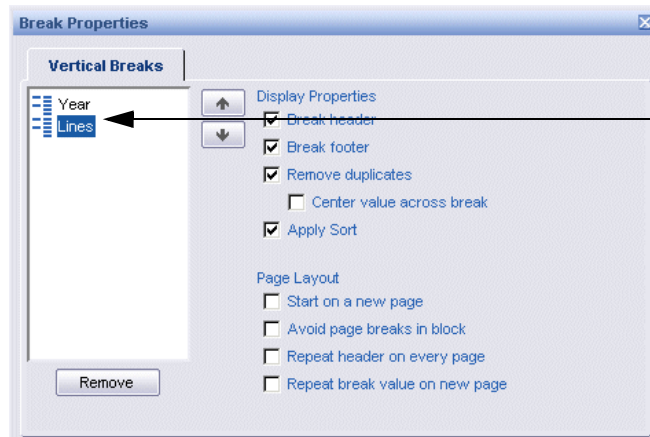 Break Properties
Vertical Breaks
Year
Lines
Remove
Display Properties
Break header
Break footer
Remove duplicates
Center value across break
Apply Sort
Page Layout
Start on a new page
Avoid page breaks in block
Repeat header on every page
Repeat break value on new page